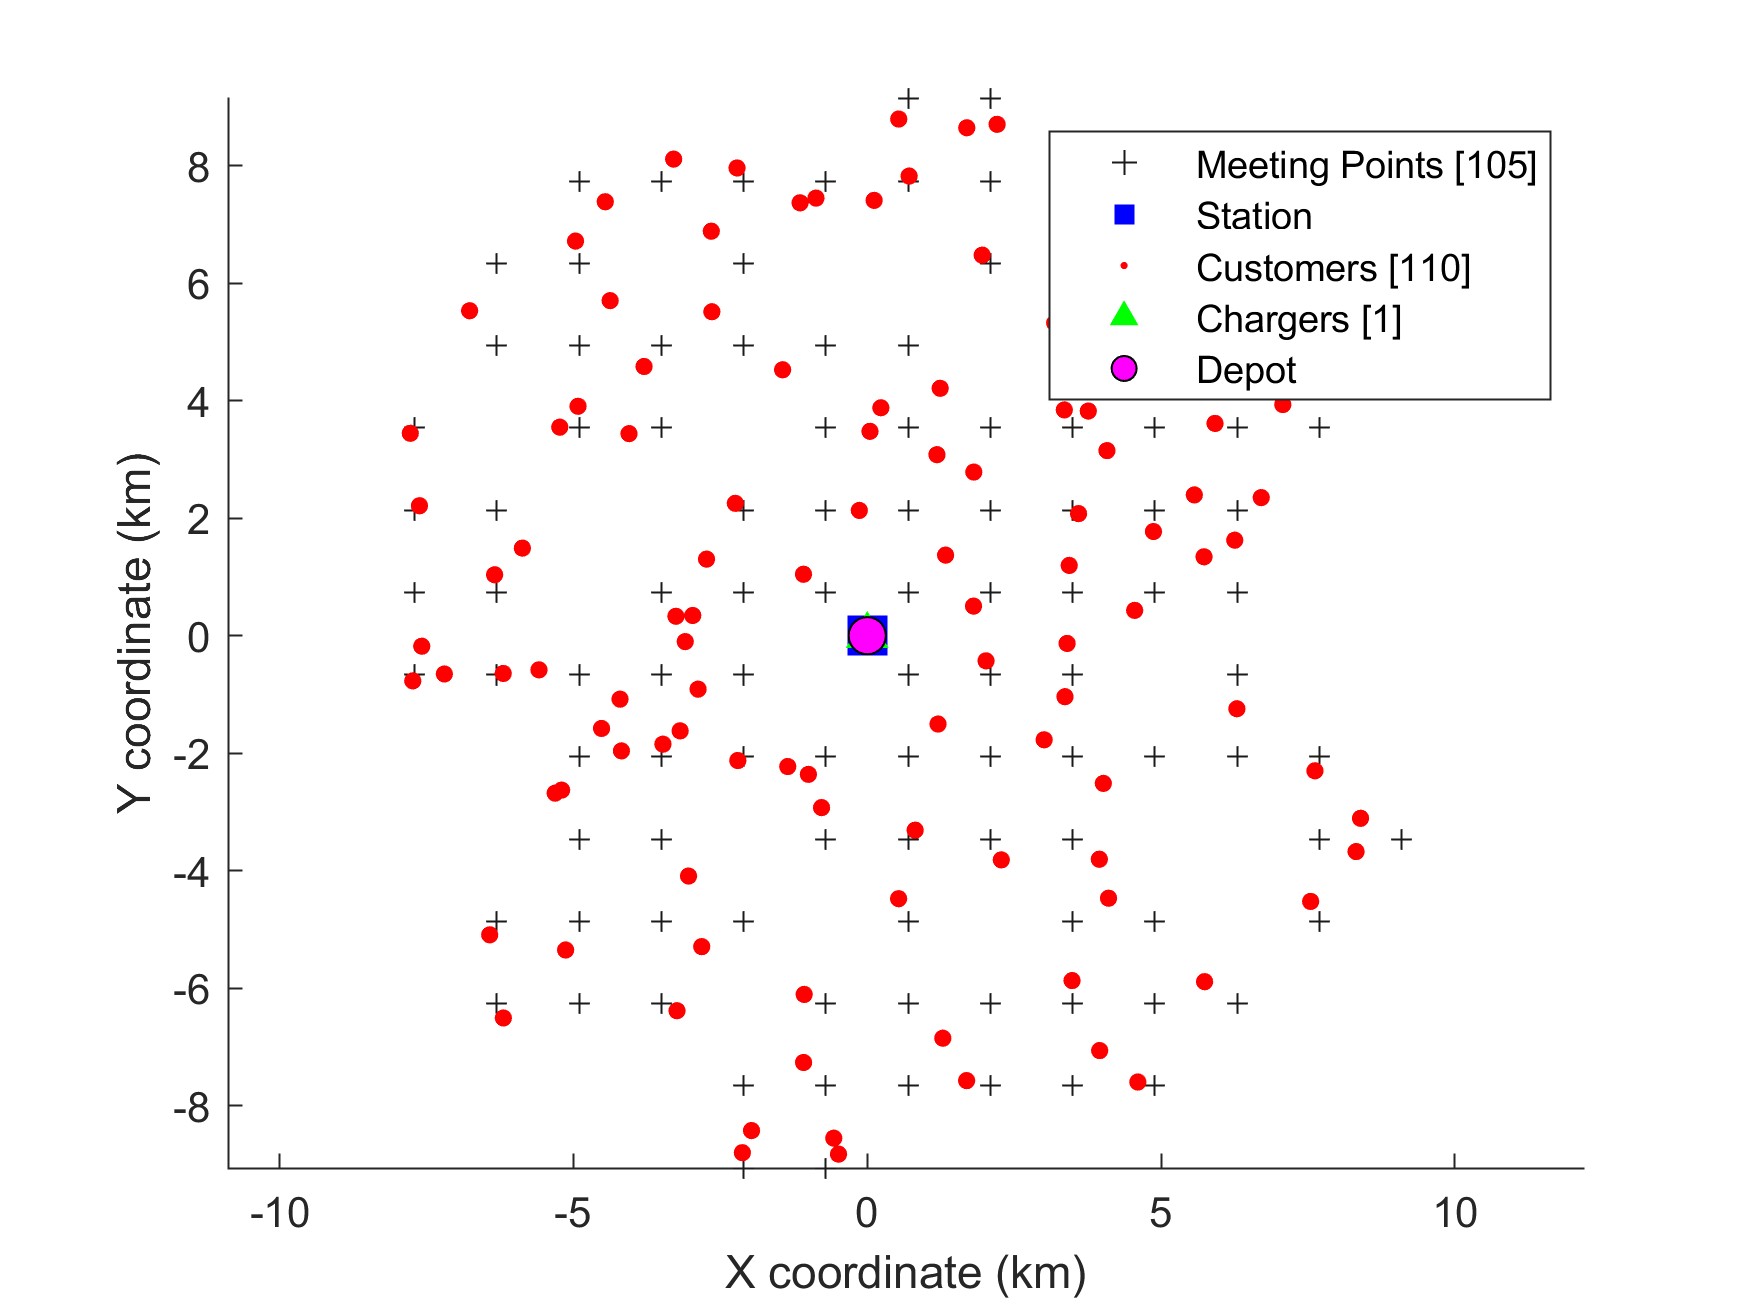 8
6
4
2
0
-2
-4
-6
-8
Y coordinate (km)
Meeting Points [105]
Station
Customers [110]
Chargers [1]
Depot
-10 -5 0 5 10
X coordinate (km)